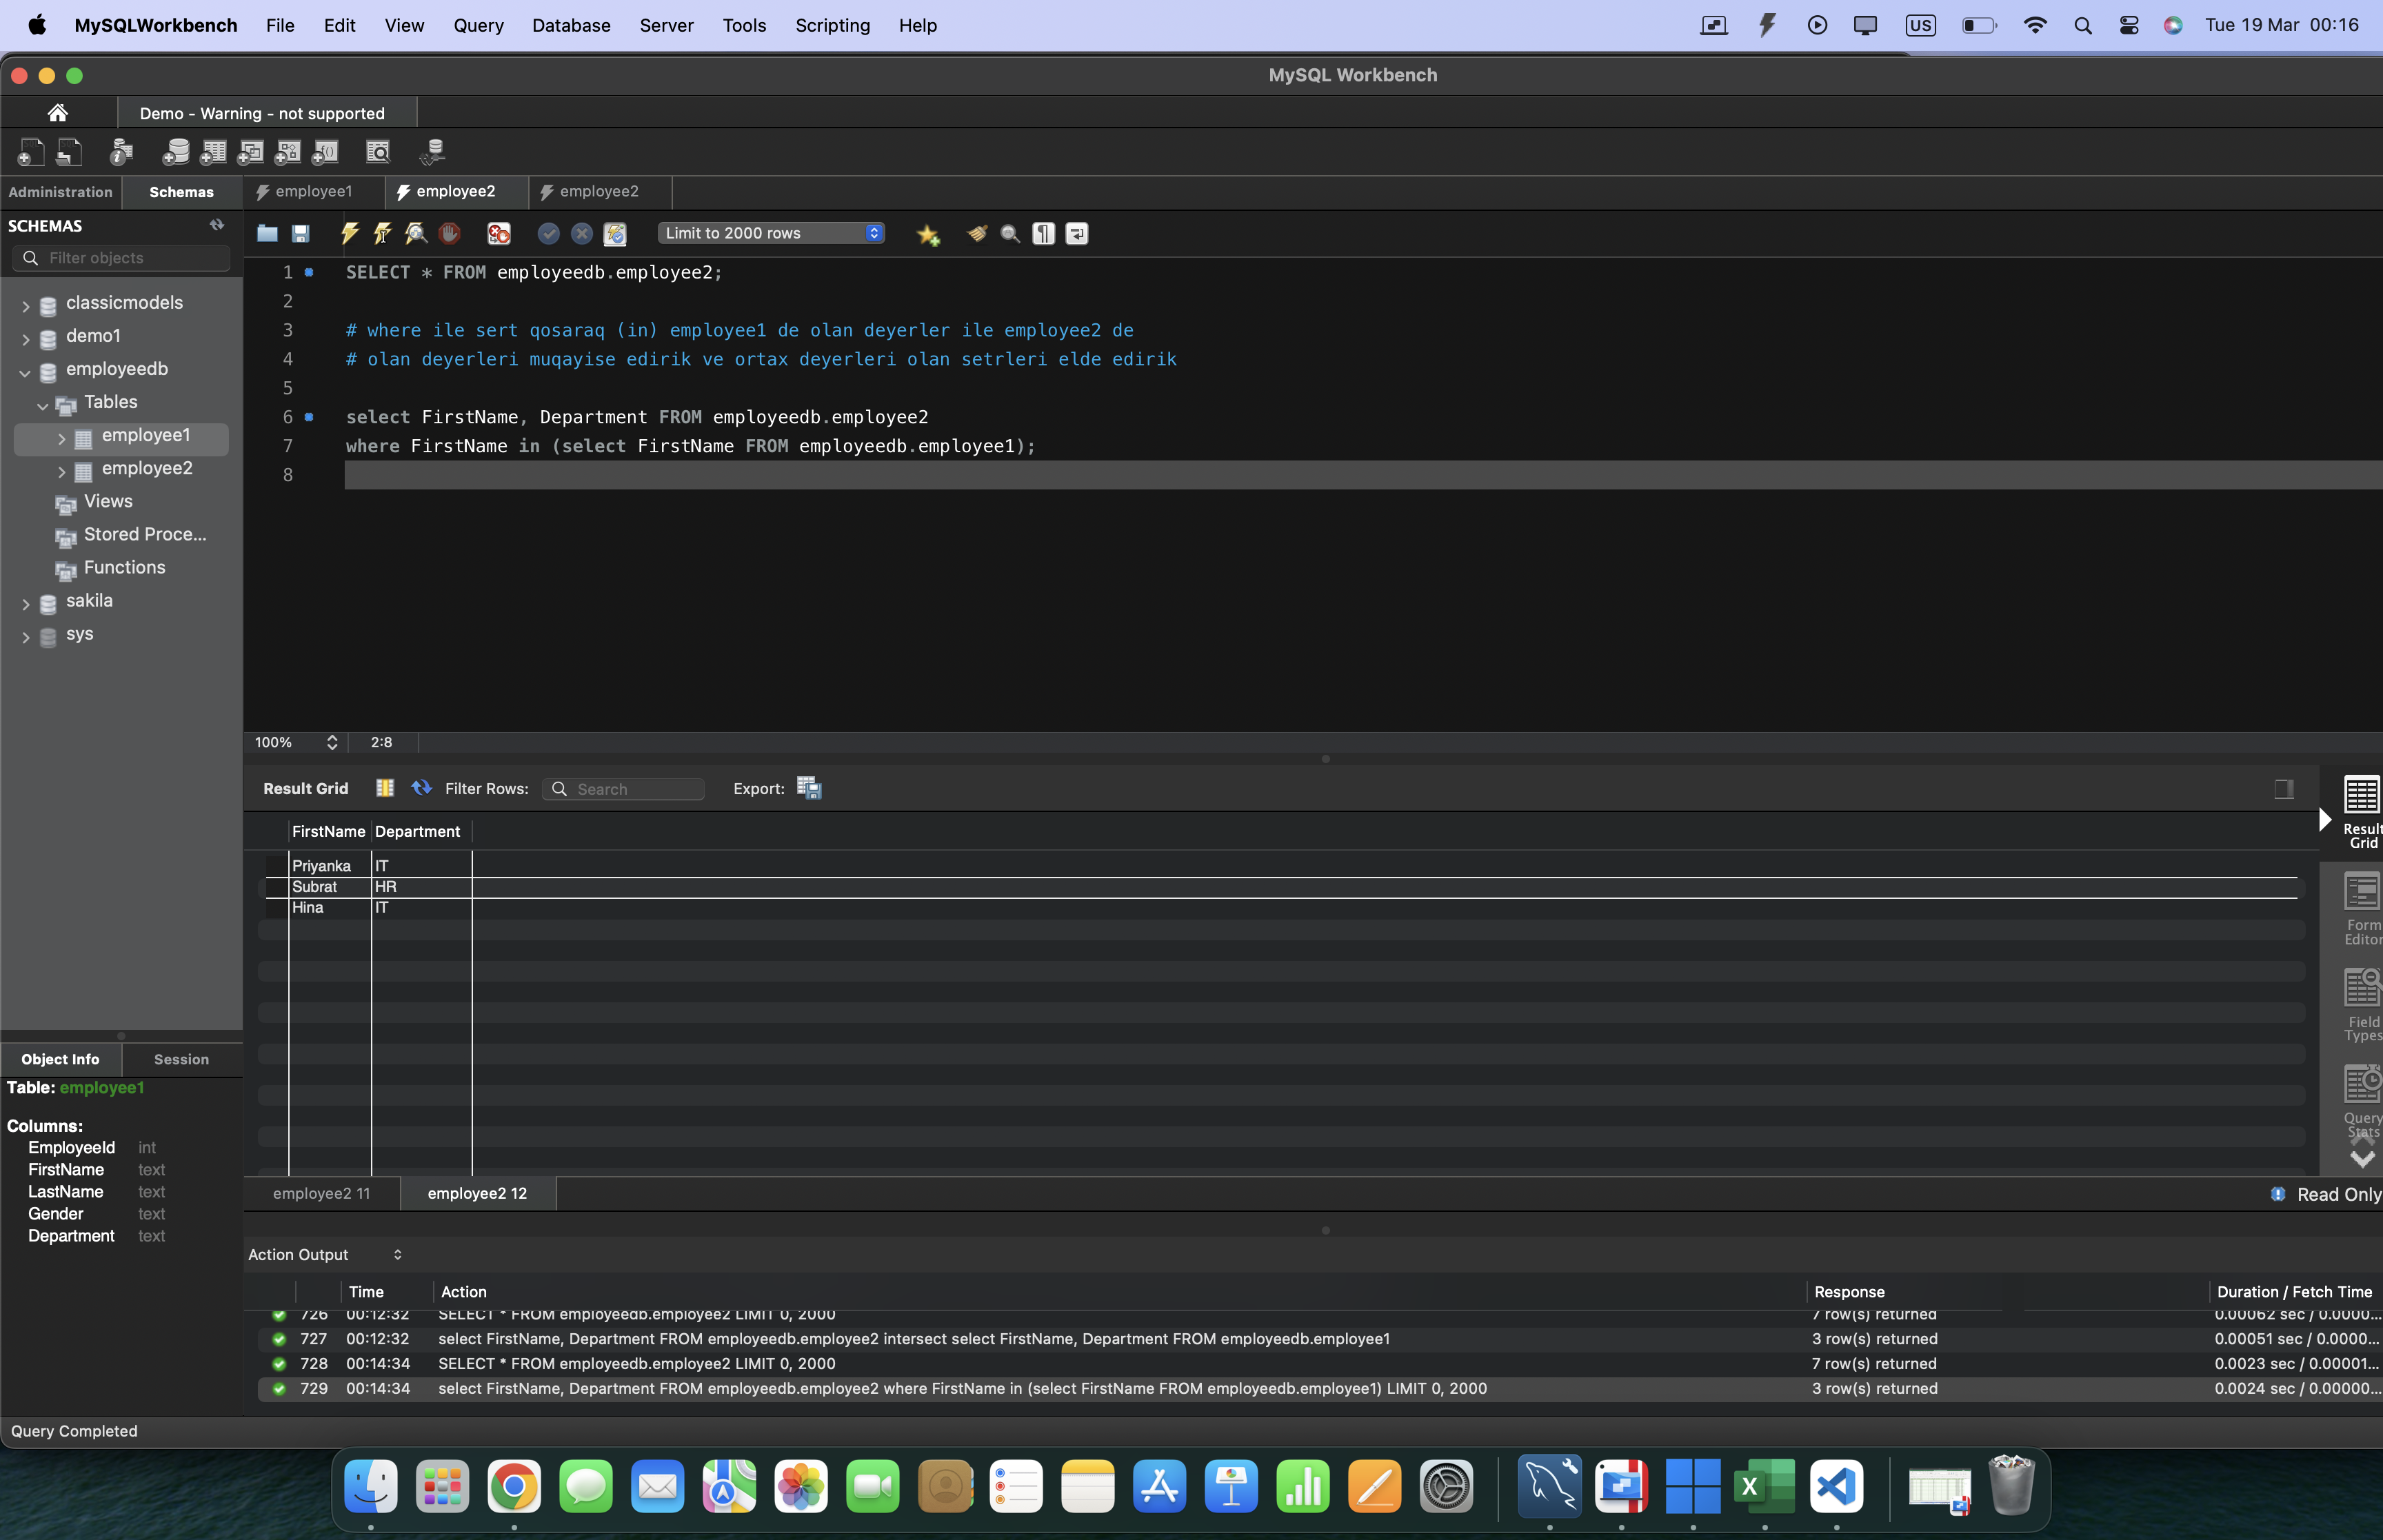 MySQLWorkbench File Edit View Query Database Server Tools Scripting Help US Tue 19 Mar 00:16
MySQL Workbench
Demo - Warning - not supported
Administration Schemas employee1 employee2 employee2
SCHEMAS
Limit to 2000 rows
Filter objects
classicmodels
demo1
employeedb
Tables
employee1
employee2
Views
Stored Proce...
Functions
sakila
sys
1 SELECT * FROM employeedb.employee2;
2
3 # where ile sert qosaraq (in) employee1 de olan deyerler ile employee2 de
4 # olan deyerleri muqayise edirik ve ortax deyerleri olan setrleri elde edirik
5
6 select FirstName, Department FROM employeedb.employee2
7 where FirstName in (select FirstName FROM employeedb.employee1);
8
100% 2:8
Result Grid Filter Rows: Search Export:
FirstName Department
Priyanka IT
Subrat HR
Hina IT
Result
Grid
Form
Editor
Field
Types
Query
Stats
employee2 11 employee2 12 Read Only
Object Info Session
Table: employee1
Columns:
EmployeeId int
FirstName text
LastName text
Gender text
Department text
Action Output
Time Action Response Duration / Fetch Time
726 00:12:32 SELECT * FROM employeedb.employee2 LIMIT 0, 2000 7 row(s) returned 0.00062 sec / 0.0000...
727 00:12:32 select FirstName, Department FROM employeedb.employee2 intersect select FirstName, Department FROM employeedb.employee1 3 row(s) returned 0.00051 sec / 0.0000...
728 00:14:34 SELECT * FROM employeedb.employee2 LIMIT 0, 2000 7 row(s) returned 0.0023 sec / 0.00001...
729 00:14:34 select FirstName, Department FROM employeedb.employee2 where FirstName in (select FirstName FROM employeedb.employee1) LIMIT 0, 2000 3 row(s) returned 0.0024 sec / 0.00000...
Query Completed